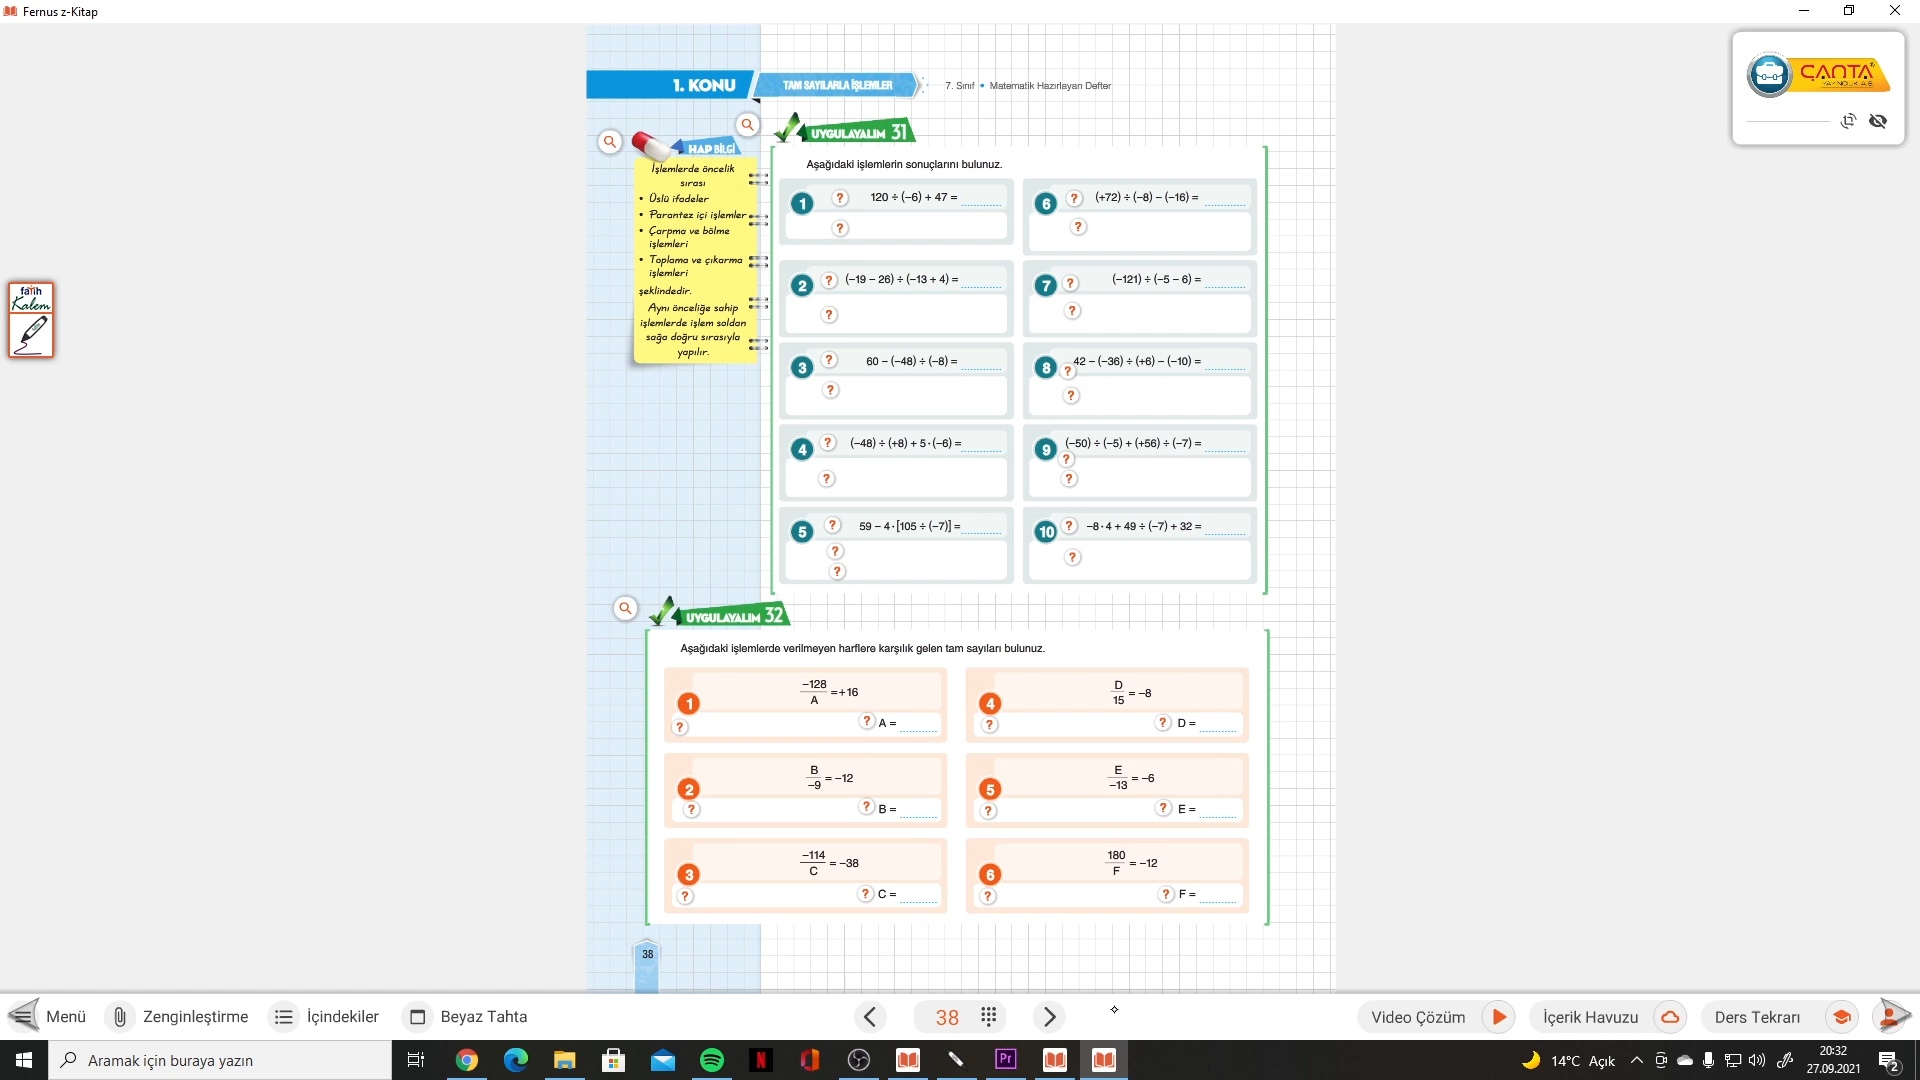 Fernus z-Kitap
1. KONU
TAM SAYILARLA İŞLEMLER
7. Sınıf • Matematik Hazırlayan Defter
ÇANTA
YAYINCILIK A.Ş.
HAP BİLGİ
İşlemlerde öncelik
sırası
• Üslü ifadeler
• Parantez içi işlemler
• Çarpma ve bölme
işlemleri
• Toplama ve çıkarma
işlemleri
şeklindedir.
Aynı önceliğe sahip
işlemlerde işlem soldan
sağa doğru sırasıyla
yapılır.
fatih
Kalem
UYGULAYALIM 31
Aşağıdaki işlemlerin sonuçlarını bulunuz.
1 ? 120 ÷ (–6) + 47 = ............
?
2 ? (–19 – 26) ÷ (–13 + 4) = ............
?
3 ? 60 – (–48) ÷ (–8) = ............
?
4 ? (–48) ÷ (+8) + 5·(–6) = ............
?
5 ? 59 – 4·[105 ÷ (–7)] = ............
?
?
6 ? (+72) ÷ (–8) – (–16) = ............
?
7 ? (–121) ÷ (–5 – 6) = ............
?
8 ? 42 – (–36) ÷ (+6) – (–10) = ............
?
9 ? (–50) ÷ (–5) + (+56) ÷ (–7) = ............
?
10 ? –8·4 + 49 ÷ (–7) + 32 = ............
?
UYGULAYALIM 32
Aşağıdaki işlemlerde verilmeyen harflere karşılık gelen tam sayıları bulunuz.
1 –128/A =+16
? ? A = ............
2 B/–9 = –12
? ? B = ............
3 –114/C = –38
? ? C = ............
4 D/15 = –8
? ? D = ............
5 E/–13 = –6
? ? E = ............
6 180/F = –12
? ? F = ............
38
Menü
Zenginleştirme
İçindekiler
Beyaz Tahta
38
Video Çözüm
İçerik Havuzu
Ders Tekrarı
Aramak için buraya yazın
N
Pr
14°C Açık
20:32
27.09.2021
2